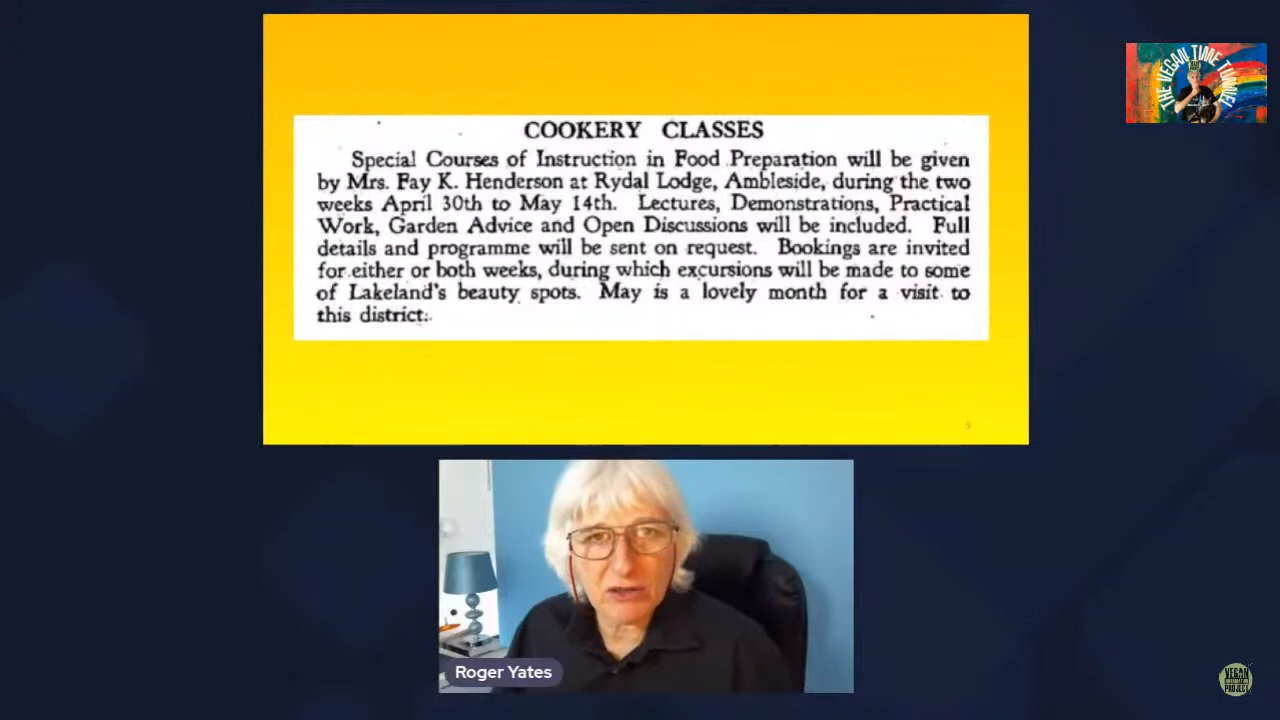 COOKERY CLASSES
Special Courses of Instruction in Food Preparation will be given
by Mrs. Fay K. Henderson at Rydal Lodge, Ambleside, during the two
weeks April 30th to May 14th. Lectures, Demonstrations, Practical
Work, Garden Advice and Open Discussions will be included. Full
details and programme will be sent on request. Bookings are invited
for either or both weeks, during which excursions will be made to some
of Lakeland's beauty spots. May is a lovely month for a visit to
this district.
9
THE VEGAN TIME TUNNEL
Roger Yates
VEGAN
PROJECT